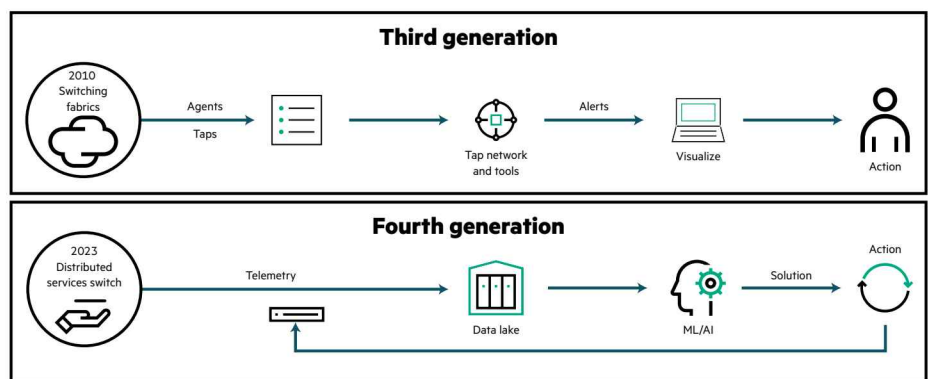 Third generation
2010
Switching
fabrics
Agents
Taps
Tap network
and tools
Alerts
Visualize
Action
Fourth generation
2023
Distributed
services switch
Telemetry
Data lake
ML/AI
Solution
Action